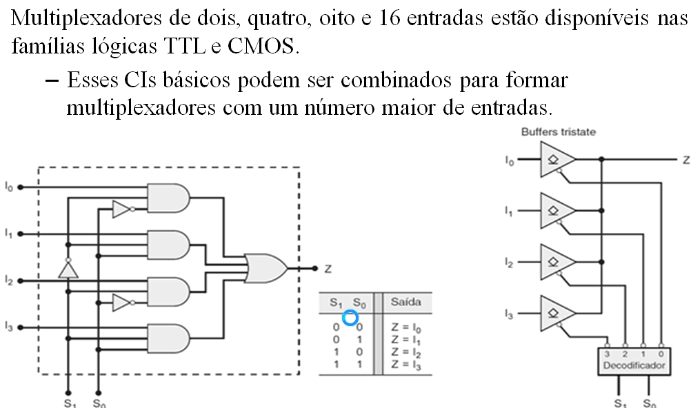 Multiplexadores de dois, quatro, oito e 16 entradas estão disponíveis nas
famílias lógicas TTL e CMOS.
– Esses CIs básicos podem ser combinados para formar
multiplexadores com um número maior de entradas.
I0
I1
I2
I3
Z
S1 S0
S1 S0 Saída
0 0 Z = I0
0 1 Z = I1
1 0 Z = I2
1 1 Z = I3
Buffers tristate
I0
Z
I1
I2
I3
3 2 1 0
Decodificador
S1 S0